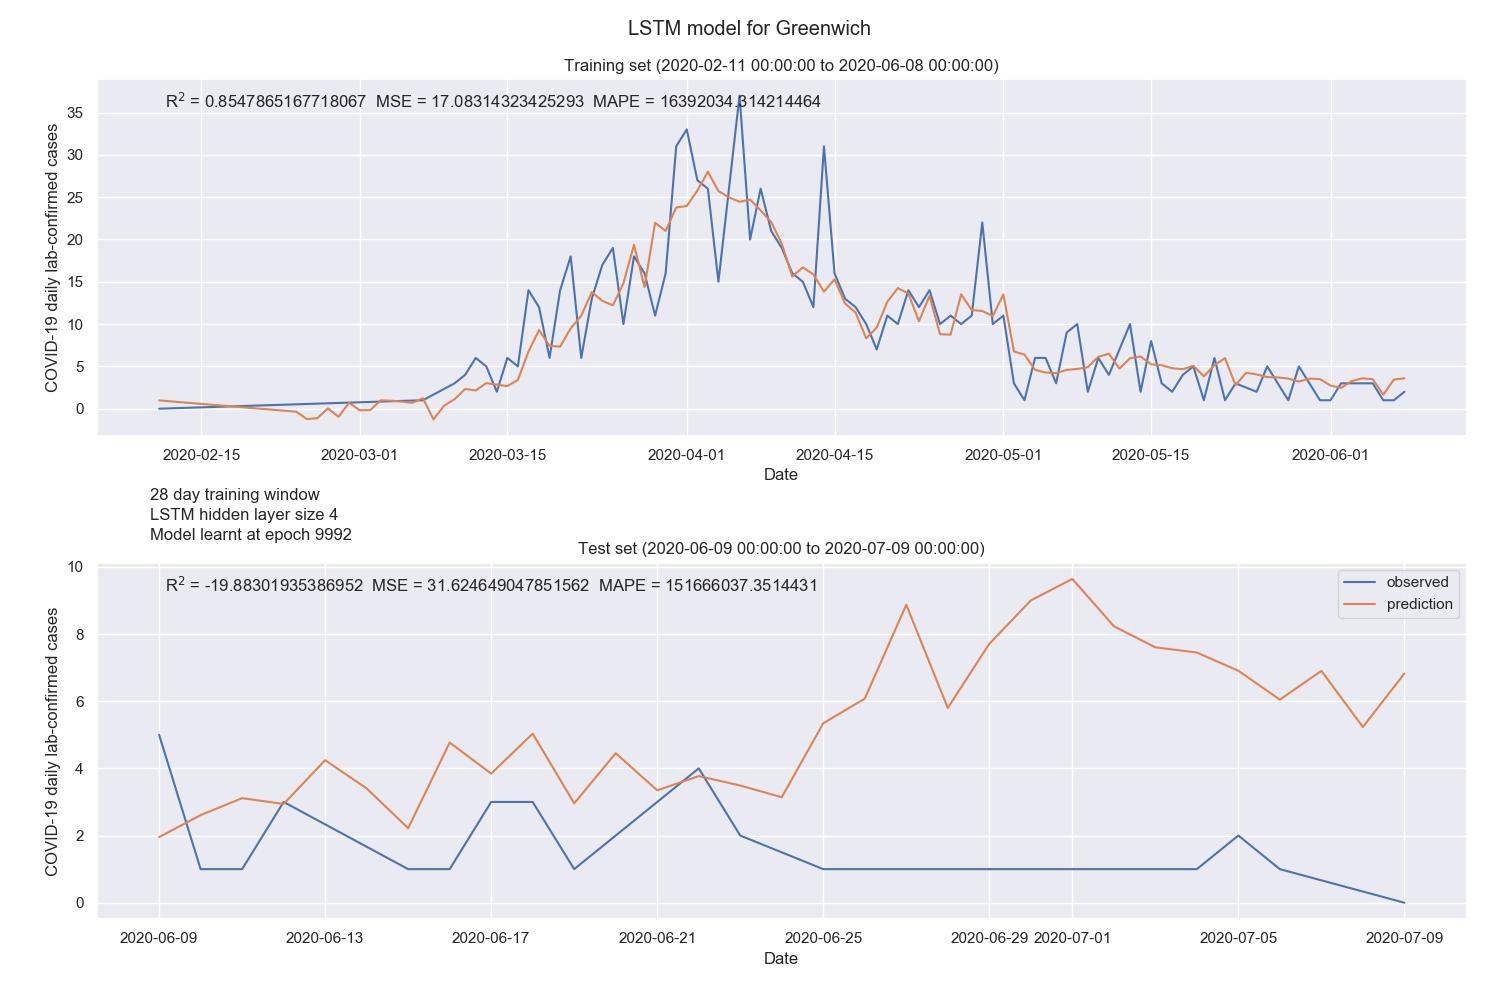 LSTM model for Greenwich
Training set (2020-02-11 00:00:00 to 2020-06-08 00:00:00)
R² = 0.8547865167718067 MSE = 17.08314323425293 MAPE = 16392034.314214464
COVID-19 daily lab-confirmed cases
35
30
25
20
15
10
5
0
2020-02-15 2020-03-01 2020-03-15 2020-04-01 2020-04-15 2020-05-01 2020-05-15 2020-06-01
Date
28 day training window
LSTM hidden layer size 4
Model learnt at epoch 9992
Test set (2020-06-09 00:00:00 to 2020-07-09 00:00:00)
R² = -19.88301935386952 MSE = 31.624649047851562 MAPE = 151666037.3514431
observed
prediction
COVID-19 daily lab-confirmed cases
10
8
6
4
2
0
2020-06-09 2020-06-13 2020-06-17 2020-06-21 2020-06-25 2020-06-29 2020-07-01 2020-07-05 2020-07-09
Date